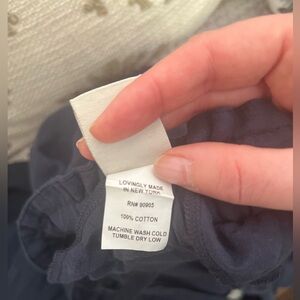 LOVINGLY MADE
IN NEW YORK
RN# 90905
100% COTTON
MACHINE WASH COLD
TUMBLE DRY LOW